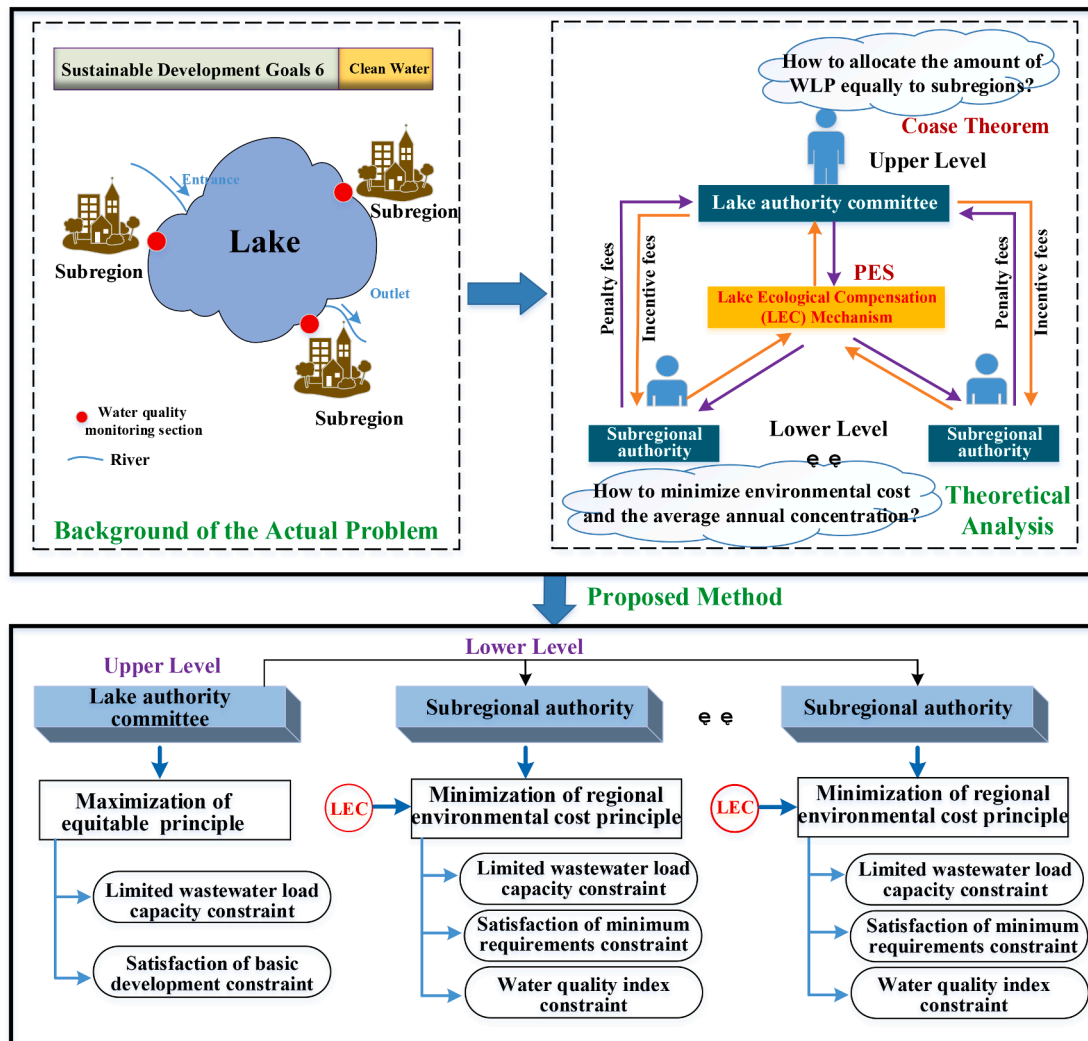 Sustainable Development Goals 6
Clean Water
Entrance
Subregion
Subregion
Lake
Outlet
Subregion
Water quality
monitoring section
River
Background of the Actual Problem
How to allocate the amount of
WLP equally to subregions?
Coase Theorem
Upper Level
Lake authority committee
Penalty fees
Incentive fees
PES
Lake Ecological Compensation
(LEC) Mechanism
Penalty fees
Incentive fees
Subregional
authority
Lower Level
ę ę
Subregional
authority
How to minimize environmental cost
and the average annual concentration?
Theoretical
Analysis
Proposed Method
Upper Level
Lower Level
Lake authority
committee
Subregional authority
ę ę
Subregional authority
Maximization of
equitable principle
LEC
Minimization of regional
environmental cost principle
LEC
Minimization of regional
environmental cost principle
Limited wastewater load
capacity constraint
Satisfaction of basic
development constraint
Limited wastewater load
capacity constraint
Satisfaction of minimum
requirements constraint
Water quality index
constraint
Limited wastewater load
capacity constraint
Satisfaction of minimum
requirements constraint
Water quality index
constraint